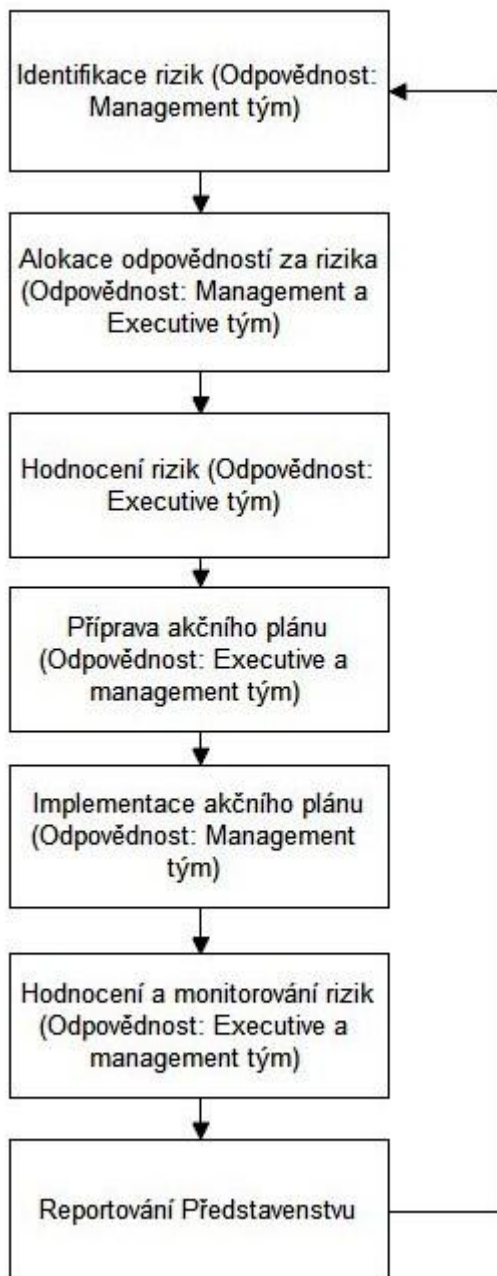 Identifikace rizik (Odpovědnost:
Management tým)
Alokace odpovědností za rizika
(Odpovědnost: Management a
Executive tým)
Hodnocení rizik (Odpovědnost:
Executive tým)
Příprava akčního plánu
(Odpovědnost: Executive a
management tým)
Implementace akčního plánu
(Odpovědnost: Management
tým)
Hodnocení a monitorování rizik
(Odpovědnost: Executive a
management tým)
Reportování Představenstvu